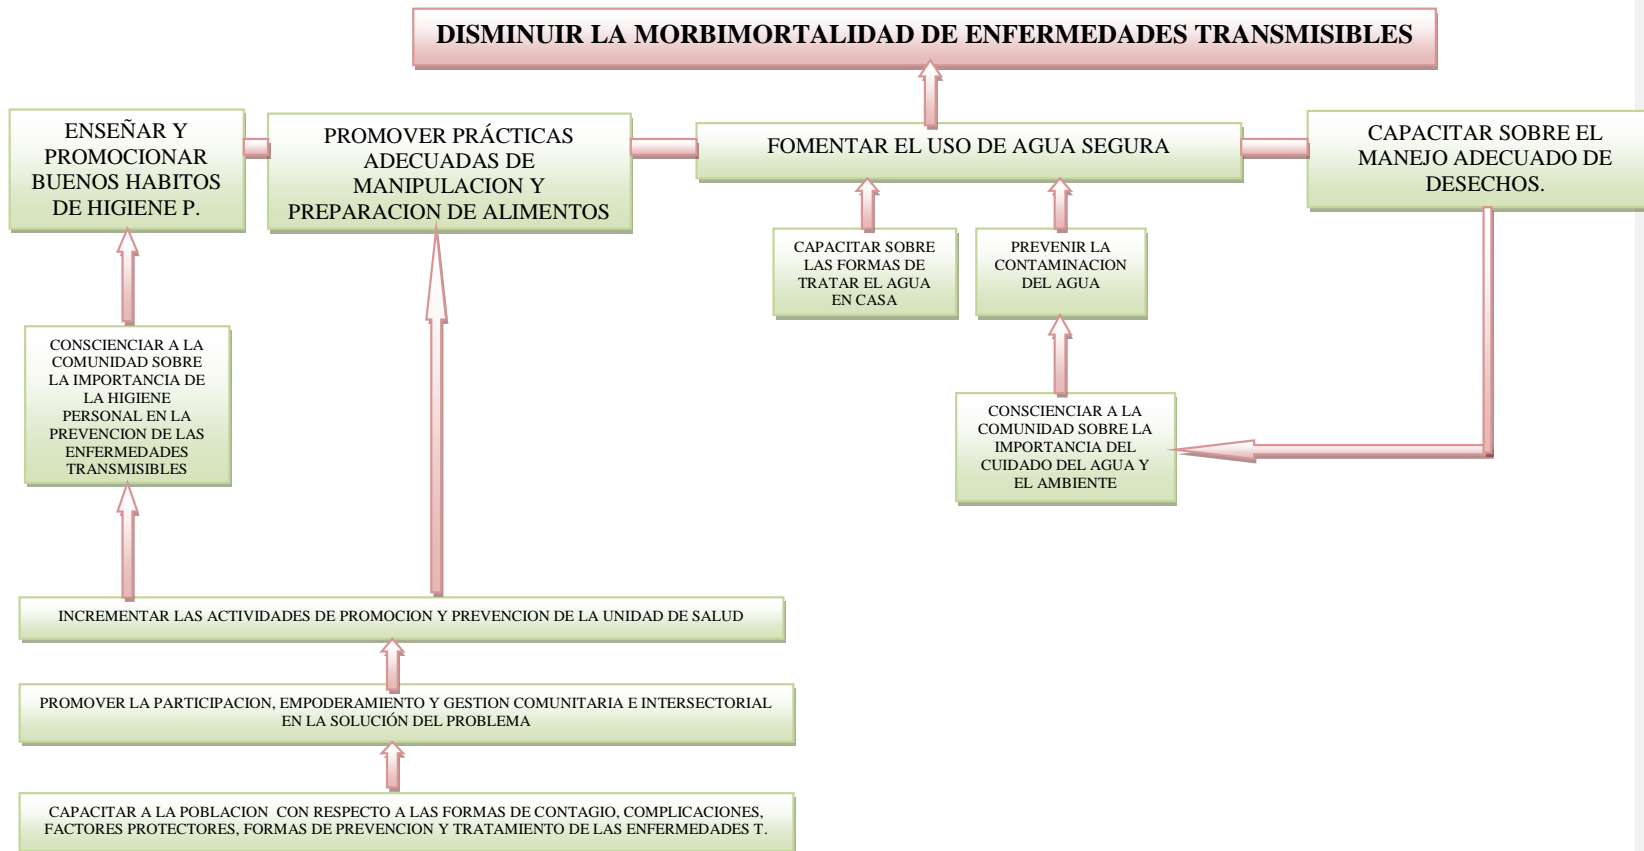 DISMINUIR LA MORBIMORTALIDAD DE ENFERMEDADES TRANSMISIBLES
ENSEÑAR Y
PROMOCIONAR
BUENOS HABITOS
DE HIGIENE P.
PROMOVER PRÁCTICAS
ADECUADAS DE
MANIPULACION Y
PREPARACION DE ALIMENTOS
FOMENTAR EL USO DE AGUA SEGURA
CAPACITAR SOBRE EL
MANEJO ADECUADO DE
DESECHOS.
CAPACITAR SOBRE
LAS FORMAS DE
TRATAR EL AGUA
EN CASA
PREVENIR LA
CONTAMINACION
DEL AGUA
CONSCIENCIAR A LA
COMUNIDAD SOBRE
LA IMPORTANCIA DE
LA HIGIENE
PERSONAL EN LA
PREVENCION DE LAS
ENFERMEDADES
TRANSMISIBLES
CONSCIENCIAR A LA
COMUNIDAD SOBRE LA
IMPORTANCIA DEL
CUIDADO DEL AGUA Y
EL AMBIENTE
INCREMENTAR LAS ACTIVIDADES DE PROMOCION Y PREVENCION DE LA UNIDAD DE SALUD
PROMOVER LA PARTICIPACION, EMPODERAMIENTO Y GESTION COMUNITARIA E INTERSECTORIAL
EN LA SOLUCIÓN DEL PROBLEMA
CAPACITAR A LA POBLACION CON RESPECTO A LAS FORMAS DE CONTAGIO, COMPLICACIONES,
FACTORES PROTECTORES, FORMAS DE PREVENCION Y TRATAMIENTO DE LAS ENFERMEDADES T.